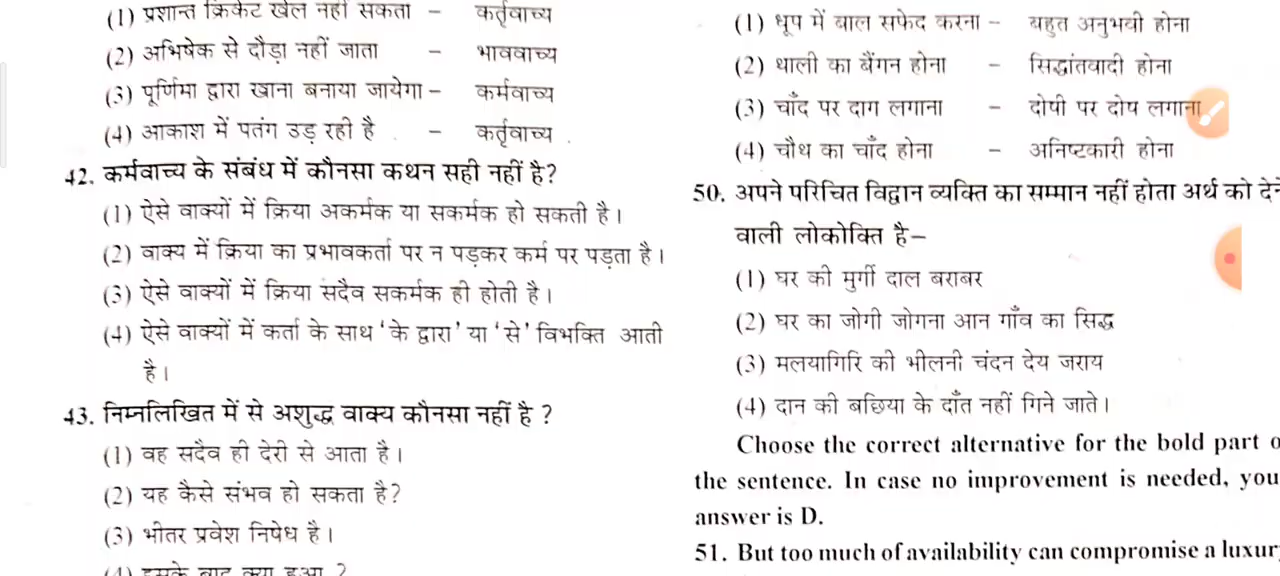 (1) प्रशान्त क्रिकेट खेल नहीं सकता – कर्तृवाच्य
(2) अभिषेक से दौड़ा नहीं जाता – भाववाच्य
(3) पूर्णिमा द्वारा खाना बनाया जायेगा – कर्मवाच्य
(4) आकाश में पतंग उड़ रही है – कर्तृवाच्य
42. कर्मवाच्य के संबंध में कौनसा कथन सही नहीं है?
(1) ऐसे वाक्यों में क्रिया अकर्मक या सकर्मक हो सकती है।
(2) वाक्य में क्रिया का प्रभावकर्ता पर न पड़कर कर्म पर पड़ता है।
(3) ऐसे वाक्यों में क्रिया सदैव सकर्मक ही होती है।
(4) ऐसे वाक्यों में कर्ता के साथ 'के द्वारा' या 'से' विभक्ति आती
है।
43. निम्नलिखित में से अशुद्ध वाक्य कौनसा नहीं है ?
(1) वह सदैव ही देरी से आता है।
(2) यह कैसे संभव हो सकता है?
(3) भीतर प्रवेश निषेध है।
(4) इसके बाद क्या हुआ ?
(1) धूप में बाल सफेद करना – बहुत अनुभवी होना
(2) थाली का बैंगन होना – सिद्धांतवादी होना
(3) चाँद पर दाग लगाना – दोषी पर दोष लगाना
(4) चौथ का चाँद होना – अनिष्टकारी होना
50. अपने परिचित विद्वान व्यक्ति का सम्मान नहीं होता अर्थ को देने
वाली लोकोक्ति है–
(1) घर की मुर्गी दाल बराबर
(2) घर का जोगी जोगना आन गाँव का सिद्ध
(3) मलयागिरि की भीलनी चंदन देय जराय
(4) दान की बछिया के दाँत नहीं गिने जाते।
Choose the correct alternative for the bold part o
the sentence. In case no improvement is needed, you
answer is D.
51. But too much of availability can compromise a luxur